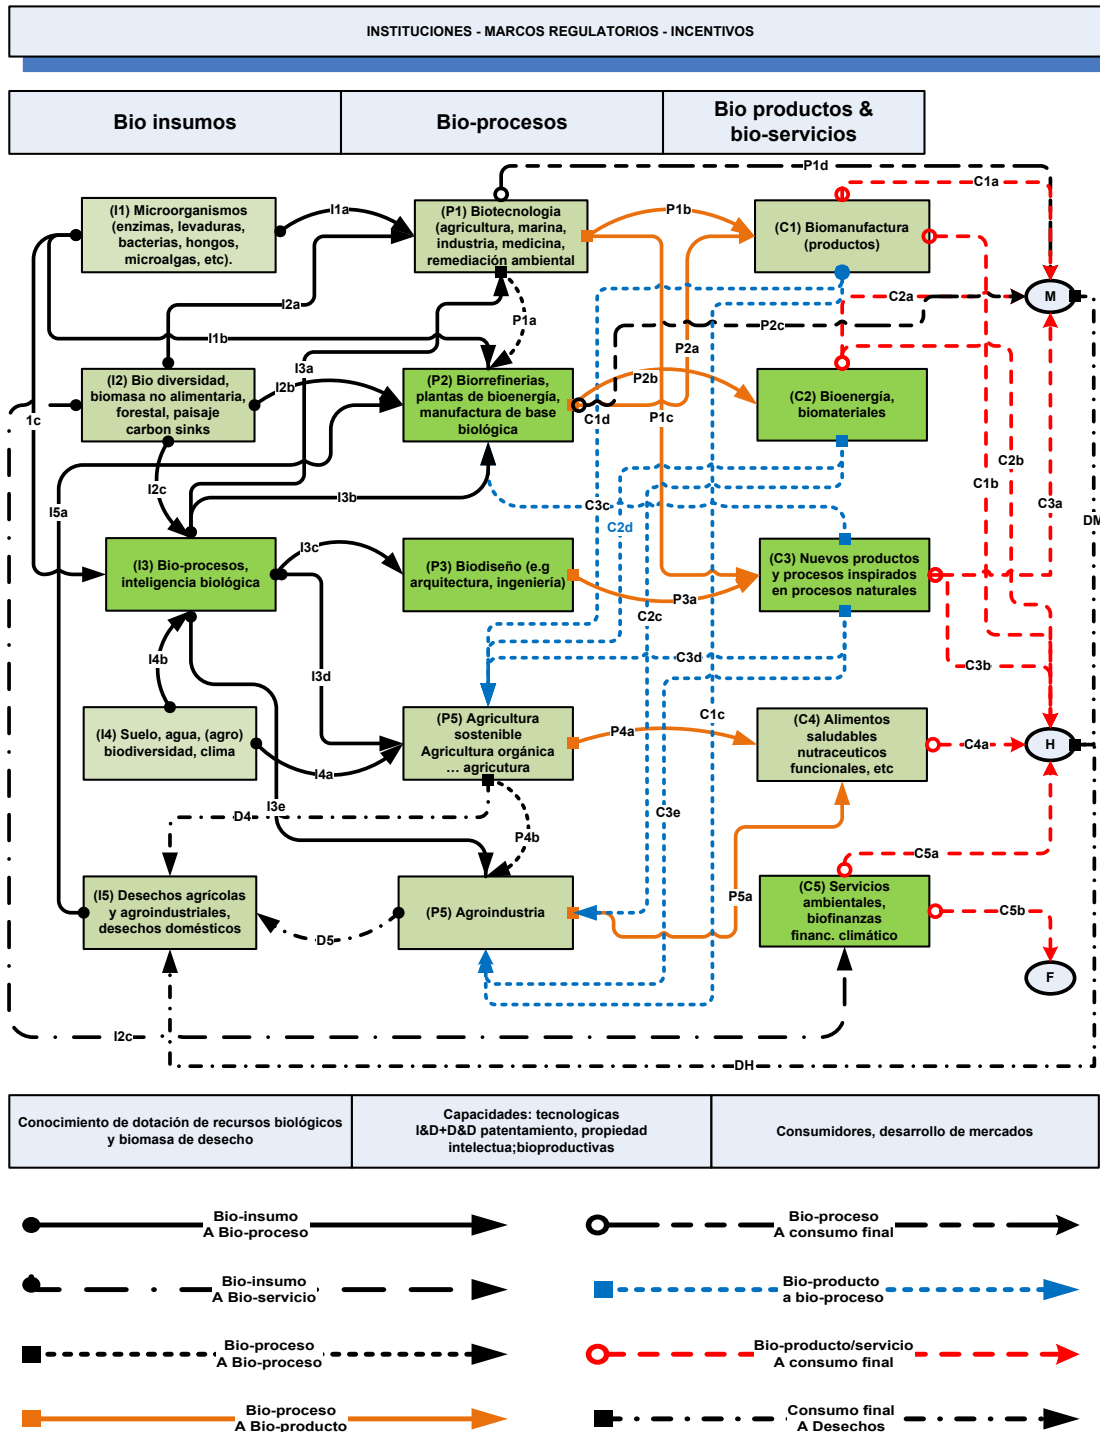 INSTITUCIONES - MARCOS REGULATORIOS - INCENTIVOS
Bio insumos
Bio-procesos
Bio productos &
bio-servicios
P1d
C1a
(I1) Microorganismos
(enzimas, levaduras,
bacterias, hongos,
microalgas, etc).
I1a
(P1) Biotecnologia
(agricultura, marina,
industria, medicina,
remediación ambiental
P1b
(C1) Biomanufactura
(productos)
M
I2a
C2a
I1b
P1a
P2c
I3a
P2a
(I2) Bio diversidad,
biomasa no alimentaria,
forestal, paisaje
carbon sinks
I2b
(P2) Biorrefinerias,
plantas de bioenergía,
manufactura de base
biológica)
P2b
(C2) Bioenergía,
biomateriales
1c
C1d
P1c
I2c
I5a
I3b
C3c
C2d
C2b
C1b
C3a
DM
(I3) Bio-procesos,
inteligencia biológica
I3c
(P3) Biodiseño (e.g
arquitectura, ingeniería)
P3a
(C3) Nuevos productos
y procesos inspirados
en procesos naturales
C2c
I4b
I3d
C3d
C3b
(I4) Suelo, agua, (agro)
biodiversidad, clima
I4a
(P5) Agricultura
sostenible
Agricultura orgánica
… agricutura
P4a
C1c
(C4) Alimentos
saludables
nutraceuticos
funcionales, etc
C4a
H
I3e
D4
P4b
C3e
C5a
(I5) Desechos agrícolas
y agroindustriales,
desechos domésticos
D5
(P5) Agroindustria
P5a
(C5) Servicios
ambientales,
biofinanzas
financ. climático
C5b
F
I2c
DH
Conocimiento de dotación de recursos biológicos
y biomasa de desecho
Capacidades: tecnologicas
I&D+D&D patentamiento, propiedad
intelectua;bioproductivas
Consumidores, desarrollo de mercados
Bio-insumo
A Bio-proceso
Bio-proceso
A consumo final
Bio-insumo
A Bio-servicio
Bio-producto
a bio-proceso
Bio-proceso
A Bio-proceso
Bio-producto/servicio
A consumo final
Bio-proceso
A Bio-producto
Consumo final
A Desechos